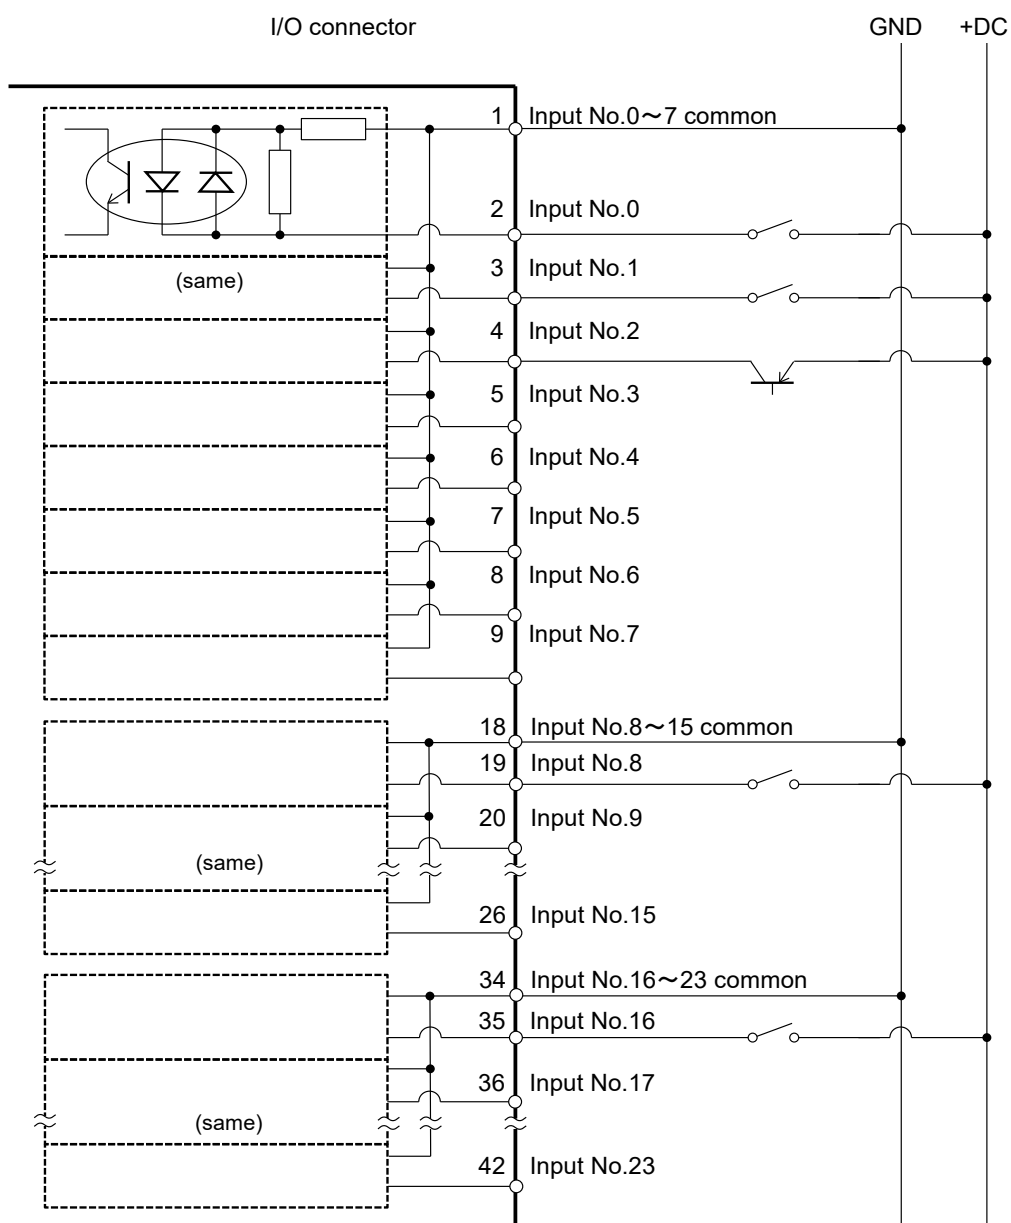 I/O connector GND +DC
1 Input No.0～7 common
2 Input No.0
3 Input No.1
(same)
4 Input No.2
5 Input No.3
6 Input No.4
7 Input No.5
8 Input No.6
9 Input No.7
18 Input No.8～15 common
19 Input No.8
20 Input No.9
(same)
26 Input No.15
34 Input No.16～23 common
35 Input No.16
36 Input No.17
(same)
42 Input No.23